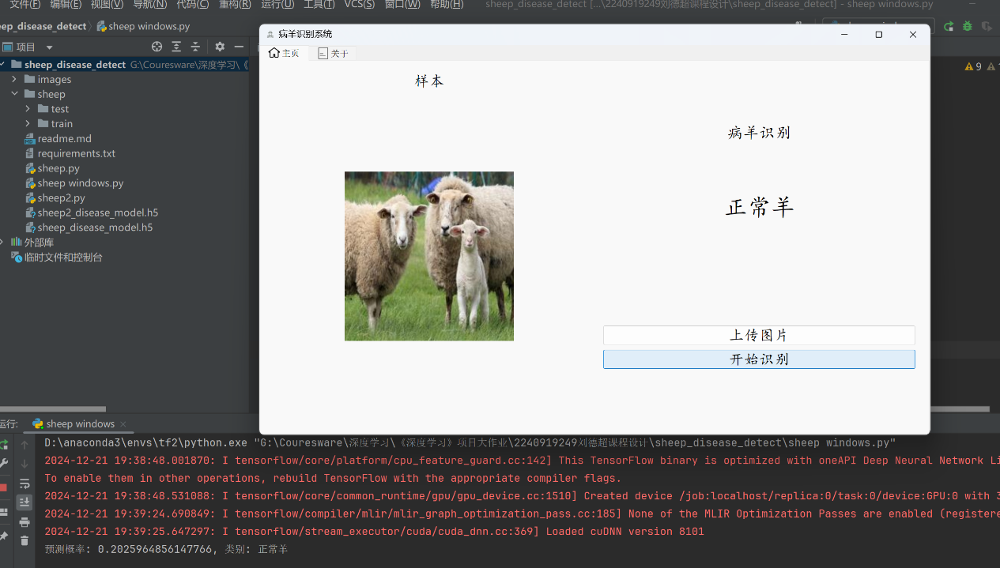 文件(F) 编辑(E) 视图(V) 导航(N) 代码(C) 重构(R) 运行(U) 工具(T) VCS(S) 窗口(W) 帮助(H) sheep_disease_detect [...\2240919249刘德超课程设计\sheep_disease_detect] - sheep windows.py
eep_disease_detect sheep windows.py
项目
sheep_disease_detect G:\Couresware\深度学习\《
images
sheep
test
train
readme.md
requirements.txt
sheep.py
sheep windows.py
sheep2.py
sheep2_disease_model.h5
sheep_disease_model.h5
外部库
临时文件和控制台
9
病羊识别系统
主页 关于
样本
病羊识别
正常羊
上传图片
开始识别
运行: sheep windows
D:\anaconda3\envs\tf2\python.exe "G:\Couresware\深度学习\《深度学习》项目大作业\2240919249刘德超课程设计\sheep_disease_detect\sheep windows.py"
2024-12-21 19:38:48.001870: I tensorflow/core/platform/cpu_feature_guard.cc:142] This TensorFlow binary is optimized with oneAPI Deep Neural Network Li
To enable them in other operations, rebuild TensorFlow with the appropriate compiler flags.
2024-12-21 19:38:48.531088: I tensorflow/core/common_runtime/gpu/gpu_device.cc:1510] Created device /job:localhost/replica:0/task:0/device:GPU:0 with 3
2024-12-21 19:39:24.690849: I tensorflow/compiler/mlir/mlir_graph_optimization_pass.cc:185] None of the MLIR Optimization Passes are enabled (registere
2024-12-21 19:39:25.647297: I tensorflow/stream_executor/cuda/cuda_dnn.cc:369] Loaded cuDNN version 8101
预测概率: 0.2025964856147766, 类别: 正常羊